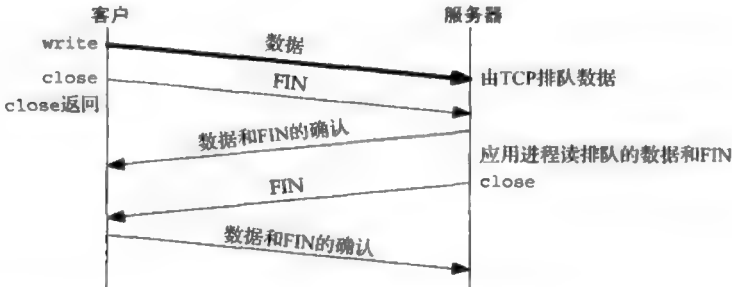 客户
服务器
write
数据
close
FIN
由TCP排队数据
close返回
数据和FIN的确认
应用进程读排队的数据和FIN
FIN
close
数据和FIN的确认